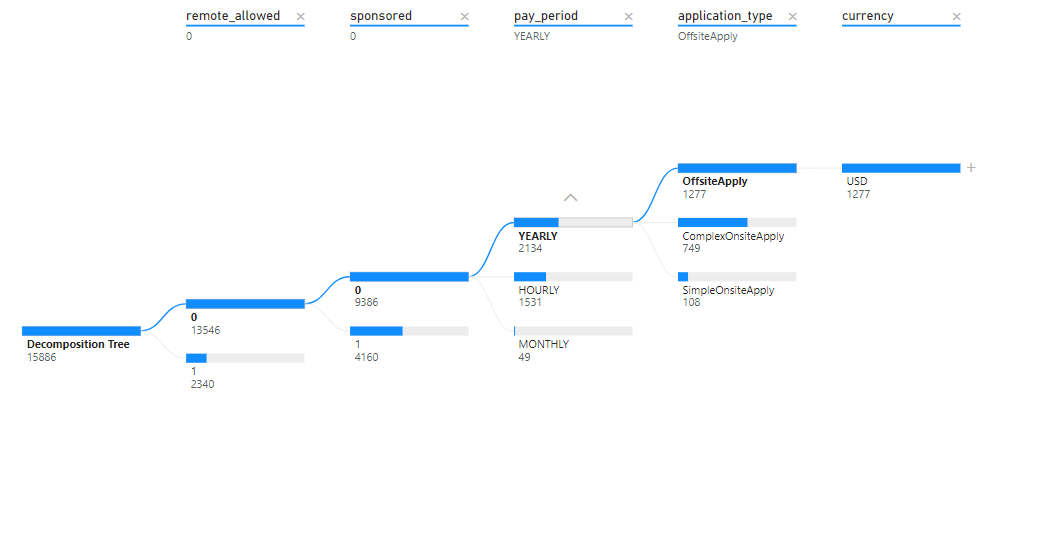 remote_allowed ×
sponsored ×
pay_period ×
application_type ×
currency ×
0
0
YEARLY
OffsiteApply
Decomposition Tree
15886
0
13546
1
2340
0
9386
1
4160
YEARLY
2134
HOURLY
1531
MONTHLY
49
OffsiteApply
1277
ComplexOnsiteApply
749
SimpleOnsiteApply
108
USD
1277
+